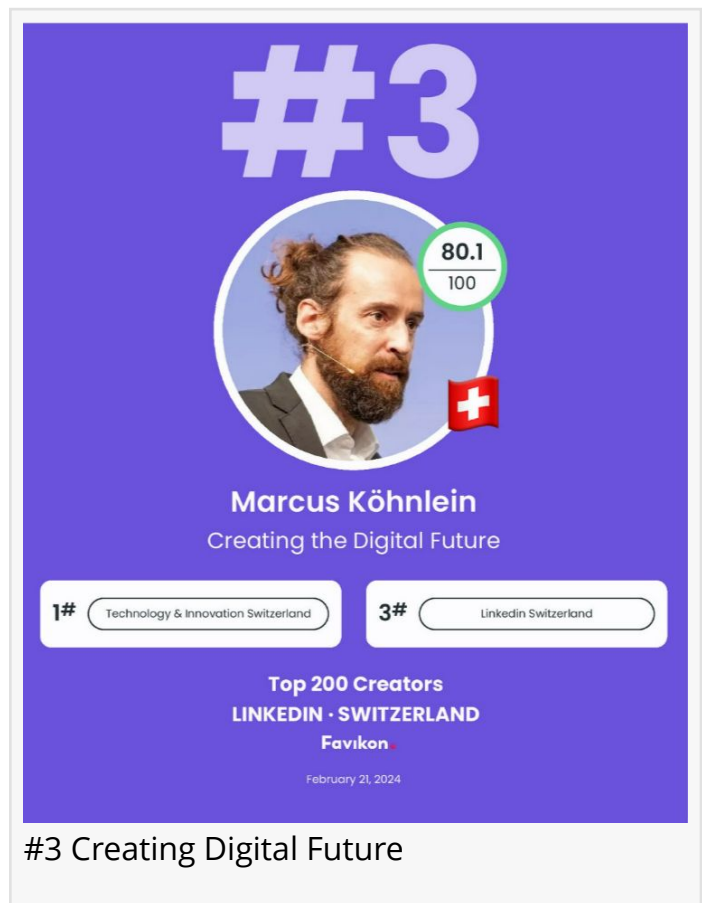 #3
80.1
100
Marcus Köhnlein
Creating the Digital Future
1# Technology & Innovation Switzerland
3# Linkedin Switzerland
Top 200 Creators
LINKEDIN · SWITZERLAND
Favikon.
February 21, 2024
#3 Creating Digital Future